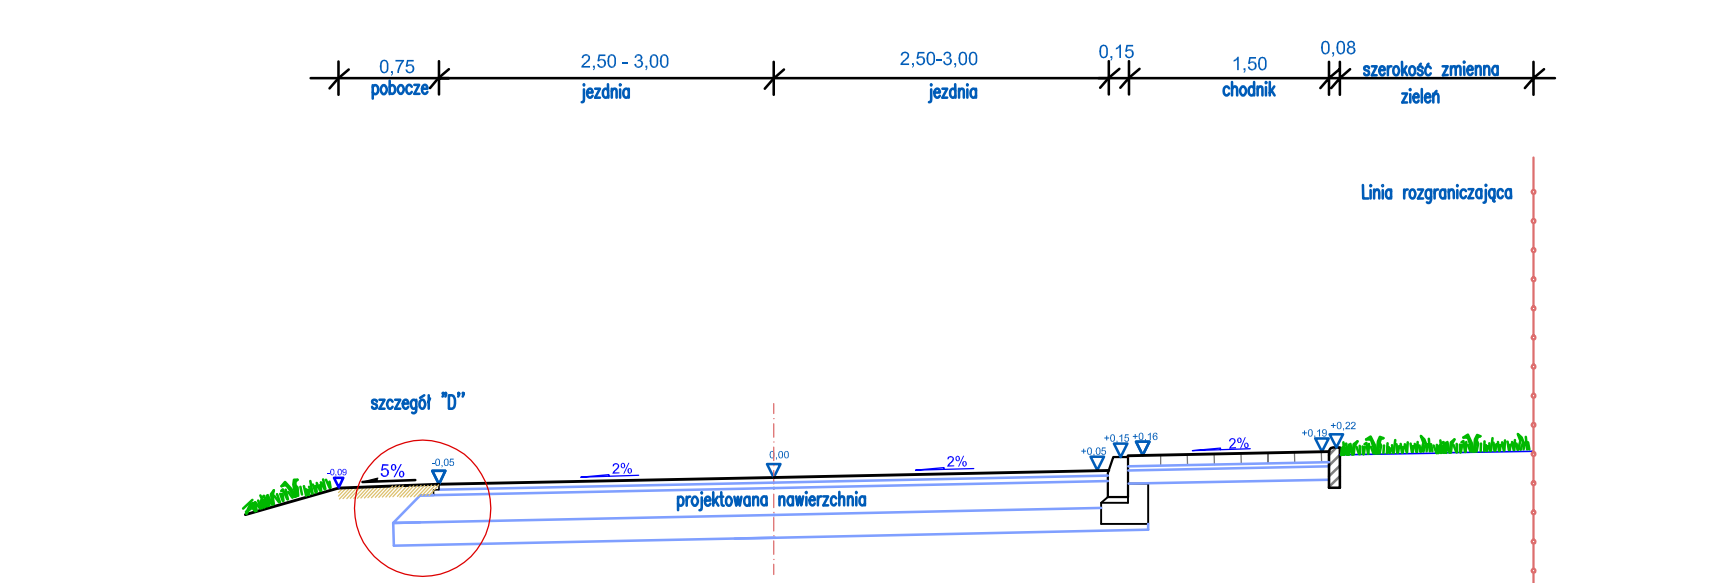 0,75
2,50 - 3,00
2,50-3,00
0,15
1,50
0,08
pobocze
jezdnia
jezdnia
chodnik
szerokość zmienna
zieleń
Linia rozgraniczająca
szczegół "D''
-0,09
5%
-0,05
2%
0,00
2%
+0,05
+0,15
+0,16
2%
+0,19
+0,22
projektowana nawierzchnia